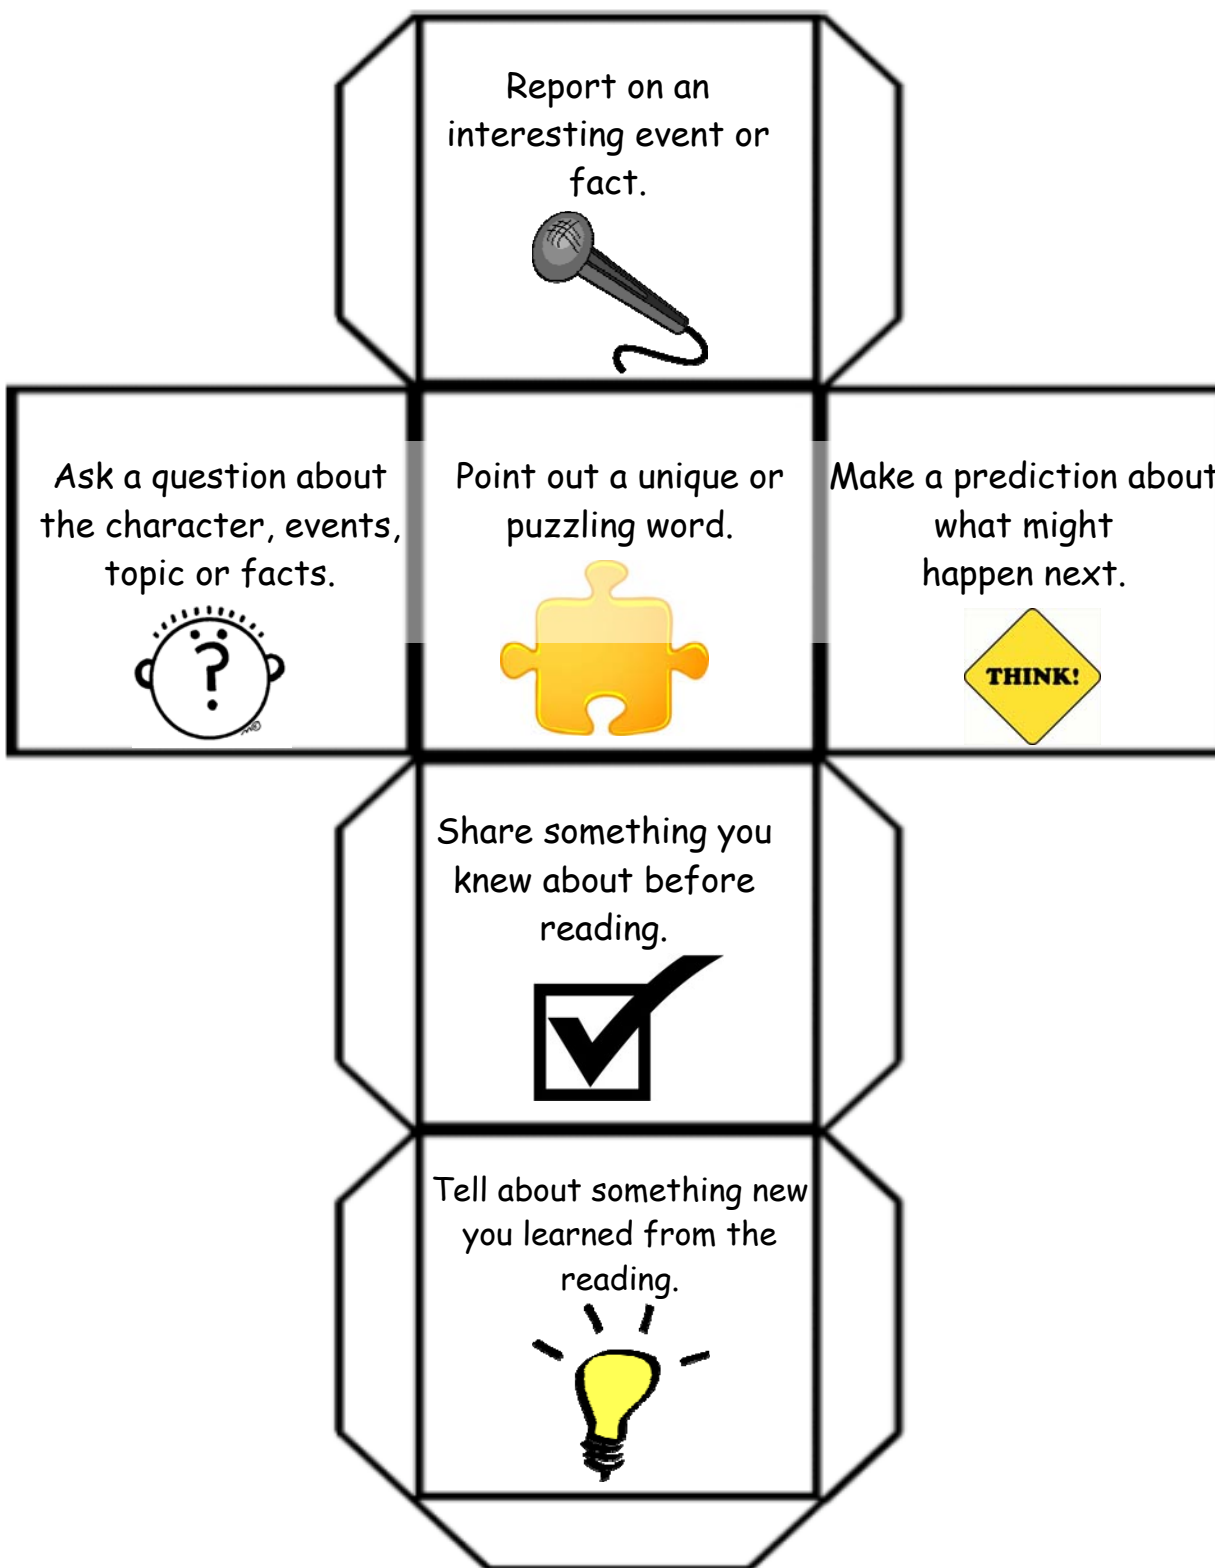 Report on an
interesting event or
fact.
Ask a question about
the character, events,
topic or facts.
?
Point out a unique or
puzzling word.
Make a prediction about
what might
happen next.
THINK!
Share something you
knew about before
reading.
Tell about something new
you learned from the
reading.